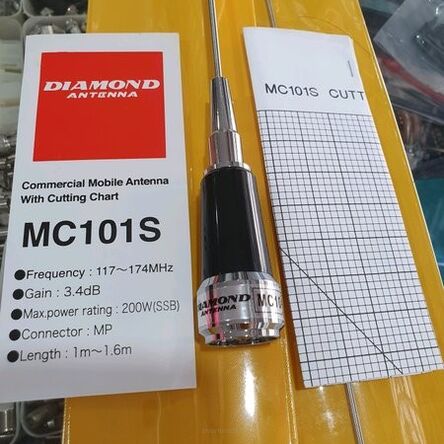 DIAMOND
ANTENNA
Commercial Mobile Antenna
With Cutting Chart
MC101S
●Frequency : 117～174MHz
●Gain : 3.4dB
●Max.power rating : 200W(SSB)
●Connector : MP
●Length : 1m～1.6m
DIAMOND
ANTENNA
MC10
MC101S CUTT